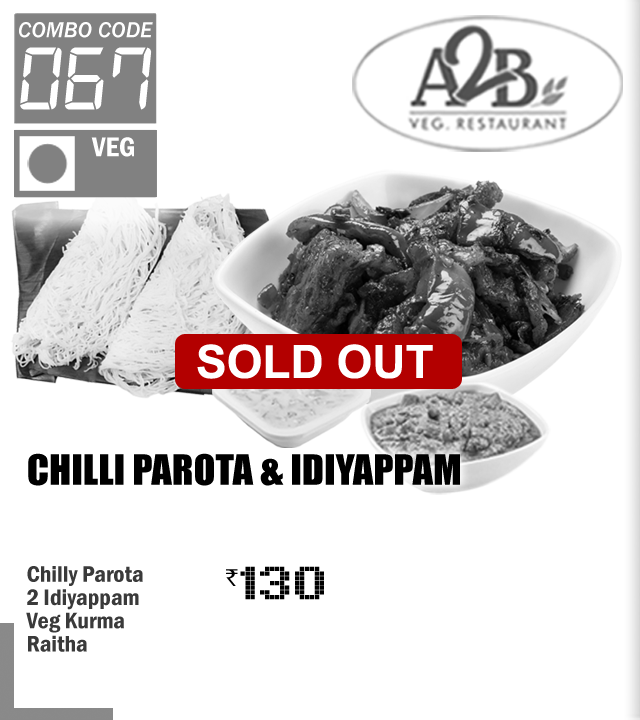 COMBO CODE
067
VEG
A2B
VEG. RESTAURANT
SOLD OUT
CHILLI PAROTA & IDIYAPPAM
Chilly Parota
2 Idiyappam
Veg Kurma
Raitha
₹130